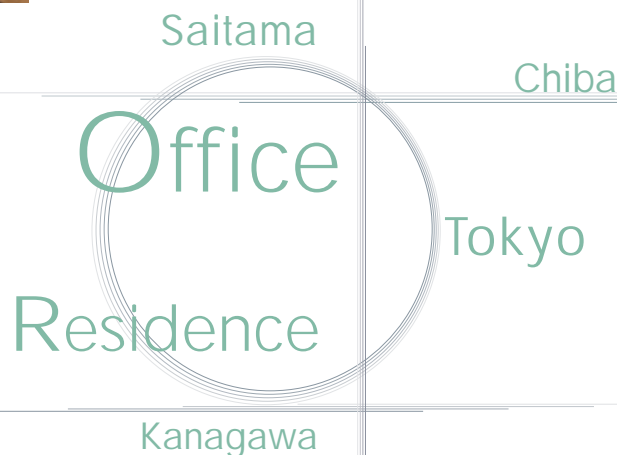 Saitama
Chiba
Office
Tokyo
Residence
Kanagawa